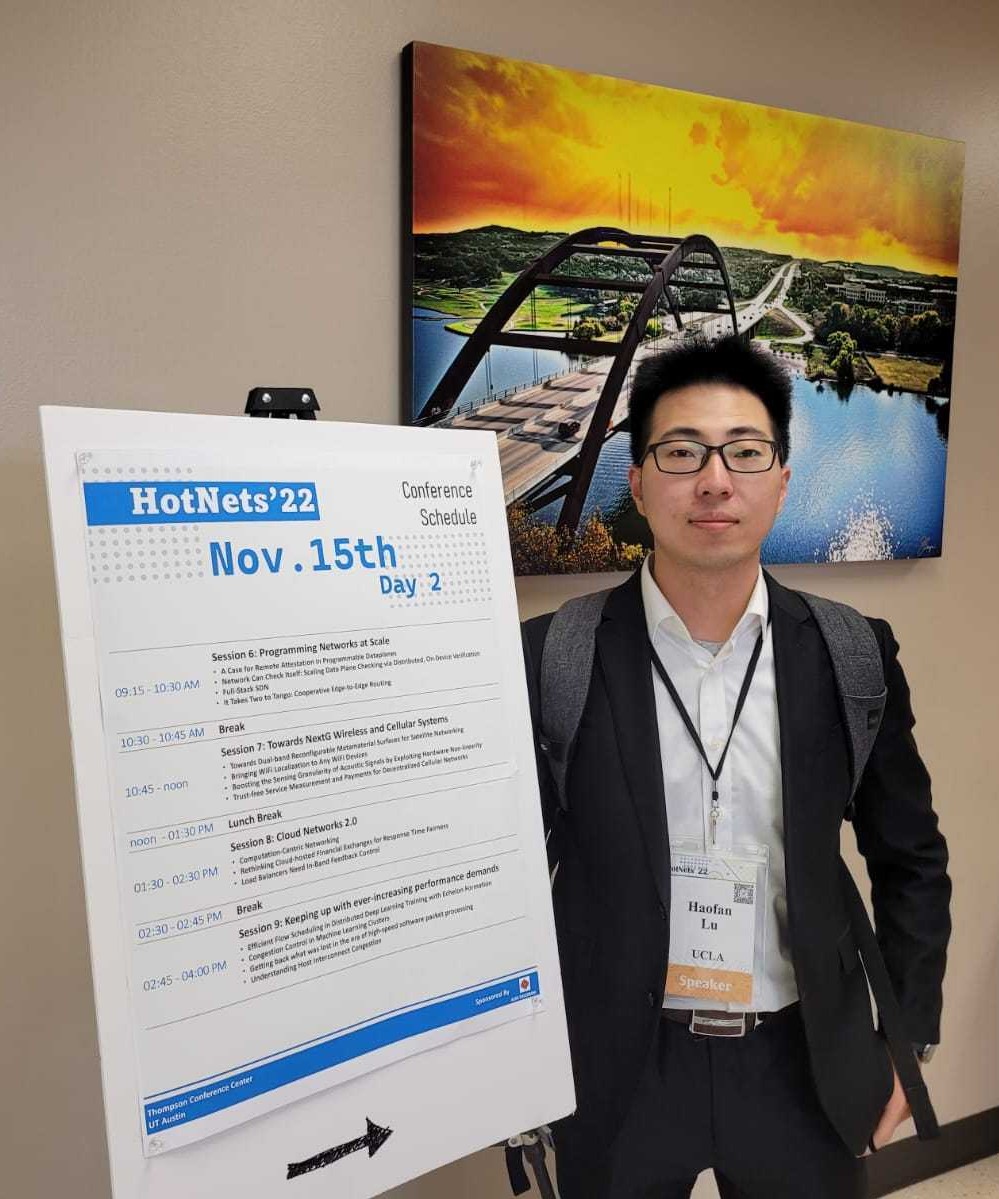 HotNets'22
Conference
Schedule
Nov.15th
Day 2
Session 6: Programming Networks at Scale
09:15 - 10:30 AM
• A Case for Remote Attestation in Programmable Dataplanes
• Network Can Check Itself: Scaling Data Plane Checking via Distributed, On-Device Verification
• Full-Stack SDN
• It Takes Two to Tango: Cooperative Edge-to-Edge Routing
10:30 - 10:45 AM Break
Session 7: Towards NextG Wireless and Cellular Systems
10:45 - noon
• Towards Dual-band Reconfigurable Metamaterial Surfaces for Satellite Networking
• Bringing WiFi Localization to Any WiFi Devices
• Boosting the Sensing Granularity of Acoustic Signals by Exploiting Hardware Non-linearity
• Trust-free Service Measurement and Payments for Decentralized Cellular Networks
noon - 01:30 PM Lunch Break
Session 8: Cloud Networks 2.0
01:30 - 02:30 PM
• Computation-Centric Networking
• Rethinking Cloud-hosted Financial Exchanges for Response Time Fairness
• Load Balancers Need In-Band Feedback Control
02:30 - 02:45 PM Break
Session 9: Keeping up with ever-increasing performance demands
02:45 - 04:00 PM
• Efficient Flow Scheduling in Distributed Deep Learning Training with Echelon Formation
• Congestion Control in Machine Learning Clusters
• Getting back what was lost in the era of high-speed software packet processing
• Understanding Host Interconnect Congestion
Sponsored By
Thompson Conference Center
UT Austin
HotNets'22
Haofan
Lu
UCLA
Speaker